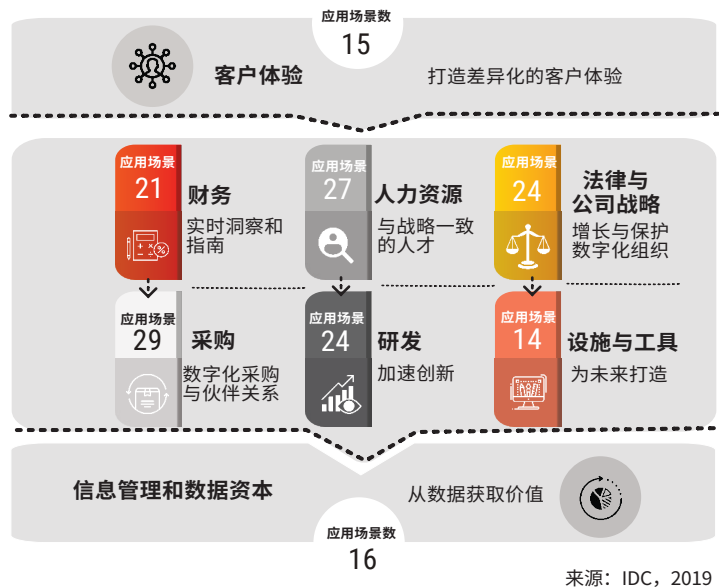 应用场景数
15
客户体验
打造差异化的客户体验
应用场景
21
财务
实时洞察和
指南
应用场景
27
人力资源
与战略一致
的人才
应用场景
24
法律与
公司战略
增长与保护
数字化组织
应用场景
29
采购
数字化采购
与伙伴关系
应用场景
24
研发
加速创新
应用场景
14
设施与工具
为未来打造
信息管理和数据资本
从数据获取价值
应用场景数
16
来源：IDC，2019